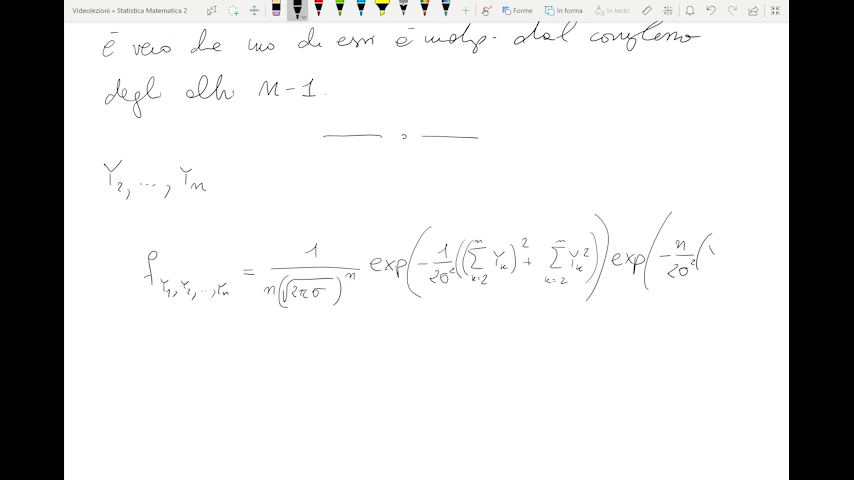 Videolezioni » Statistica Matematica 2
Forme
In forma
In testo
è vero che uno di essi è indip. dal complesso
degli altri n-1.
Y₂, ..., Yₙ
f_{Y₁,Y₂,...,Yₙ} = 1/(n(√2πσ)ⁿ) exp(-1/2σ² ((∑_{k=2}^{n} Yₖ)² + ∑_{k=2}^{n} Yₖ²)) exp(-n/2σ² (